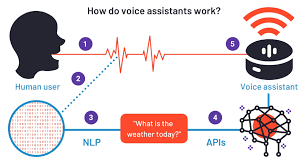 How do voice assistants work?
1
5
2
Human user
Voice assistant
3
4
"What is the
weather today?"
NLP
APIs